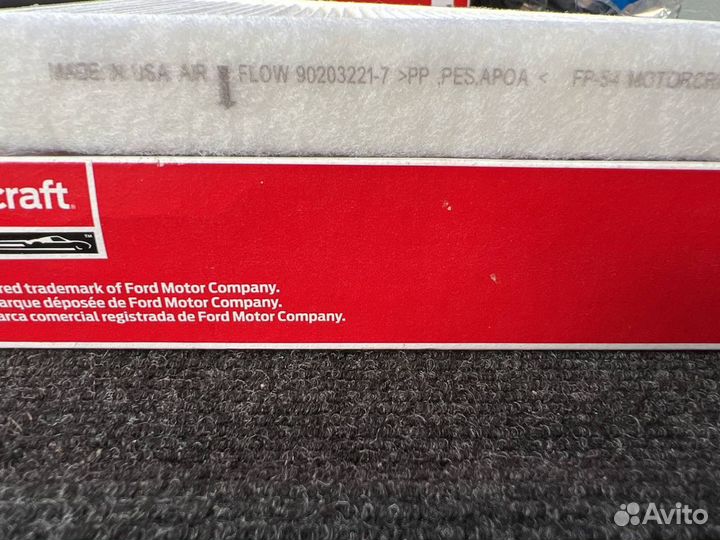 MADE IN USA AIR FLOW 90203221-7 >PP .PES.APOA < FP-54 MOTORCR
craft.
TM
red trademark of Ford Motor Company.
arque déposée de Ford Motor Company.
arca comercial registrada de Ford Motor Company.
Avito